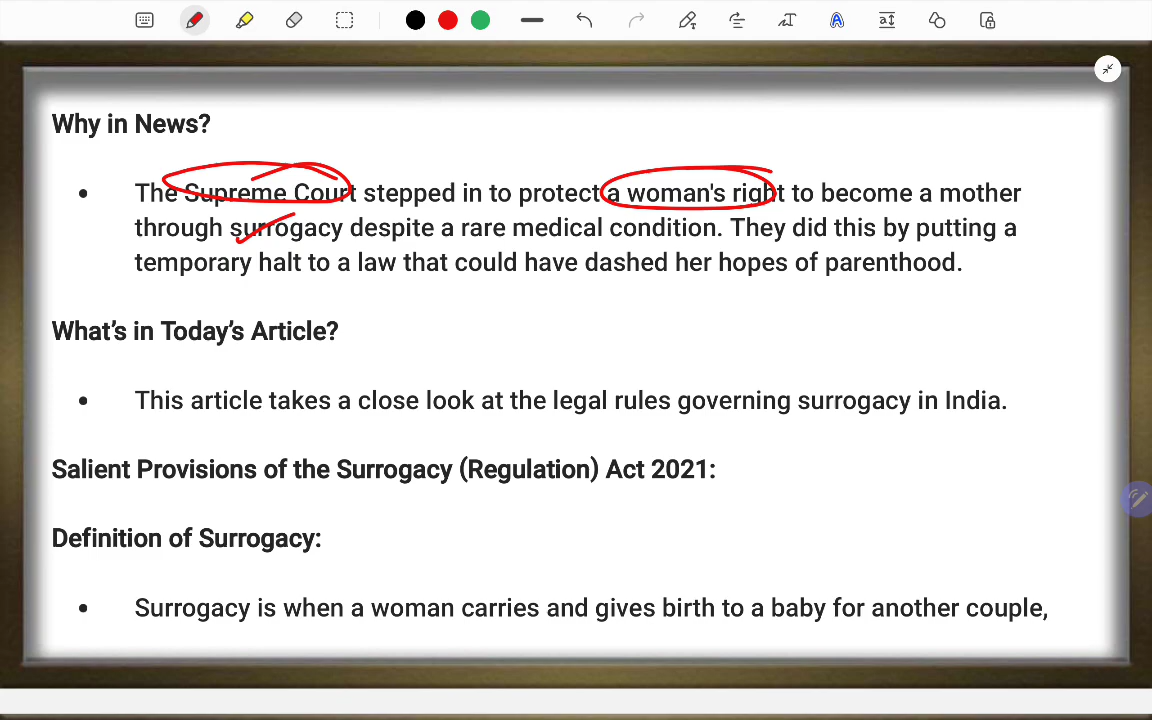 Why in News?
• The Supreme Court stepped in to protect a woman's right to become a mother
through surrogacy despite a rare medical condition. They did this by putting a
temporary halt to a law that could have dashed her hopes of parenthood.
What’s in Today’s Article?
• This article takes a close look at the legal rules governing surrogacy in India.
Salient Provisions of the Surrogacy (Regulation) Act 2021:
Definition of Surrogacy:
• Surrogacy is when a woman carries and gives birth to a baby for another couple,